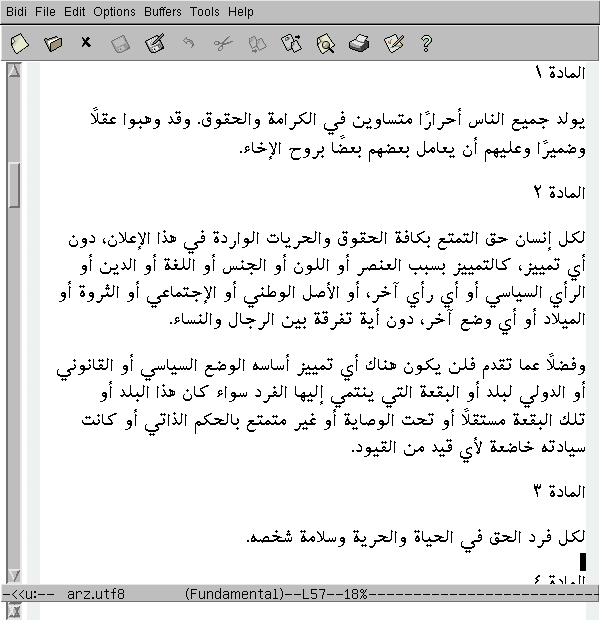 Bidi File Edit Options Buffers Tools Help
المادة ١
يولد جميع الناس أحرارًا متساوين في الكرامة والحقوق. وقد وهبوا عقلاً
وضميرًا وعليهم أن يعامل بعضهم بعضًا بروح الإخاء.
المادة ٢
لكل إنسان حق التمتع بكافة الحقوق والحريات الواردة في هذا الإعلان، دون
أي تمييز، كالتمييز بسبب العنصر أو اللون أو الجنس أو اللغة أو الدين أو
الرأي السياسي أو أي رأي آخر، أو الأصل الوطني أو الإجتماعي أو الثروة أو
الميلاد أو أي وضع آخر، دون أية تفرقة بين الرجال والنساء.
وفضلاً عما تقدم فلن يكون هناك أي تمييز أساسه الوضع السياسي أو القانوني
أو الدولي لبلد أو البقعة التي ينتمي إليها الفرد سواء كان هذا البلد أو
تلك البقعة مستقلاً أو تحت الوصاية أو غير متمتع بالحكم الذاتي أو كانت
سيادته خاضعة لأي قيد من القيود.
المادة ٣
لكل فرد الحق في الحياة والحرية وسلامة شخصه.
المادة ٤
-<<u:-- arz.utf8 (Fundamental)--L57--18%--------------------------